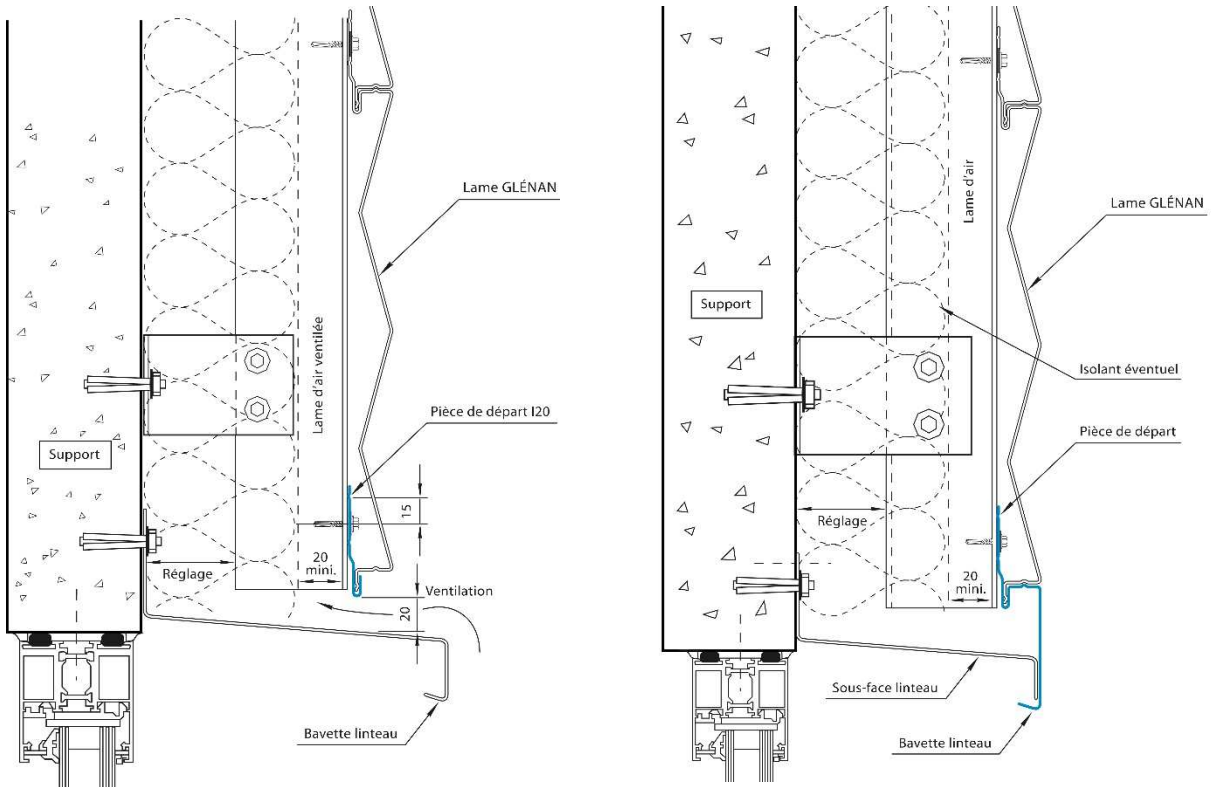 Lame GLÉNAN
Lame d'air ventilée
Pièce de départ I20
Support
15
Réglage
20
mini.
Ventilation
20
Bavette linteau
Lame d'air
Lame GLÉNAN
Support
Isolant éventuel
Pièce de départ
Réglage
20
mini.
Sous-face linteau
Bavette linteau